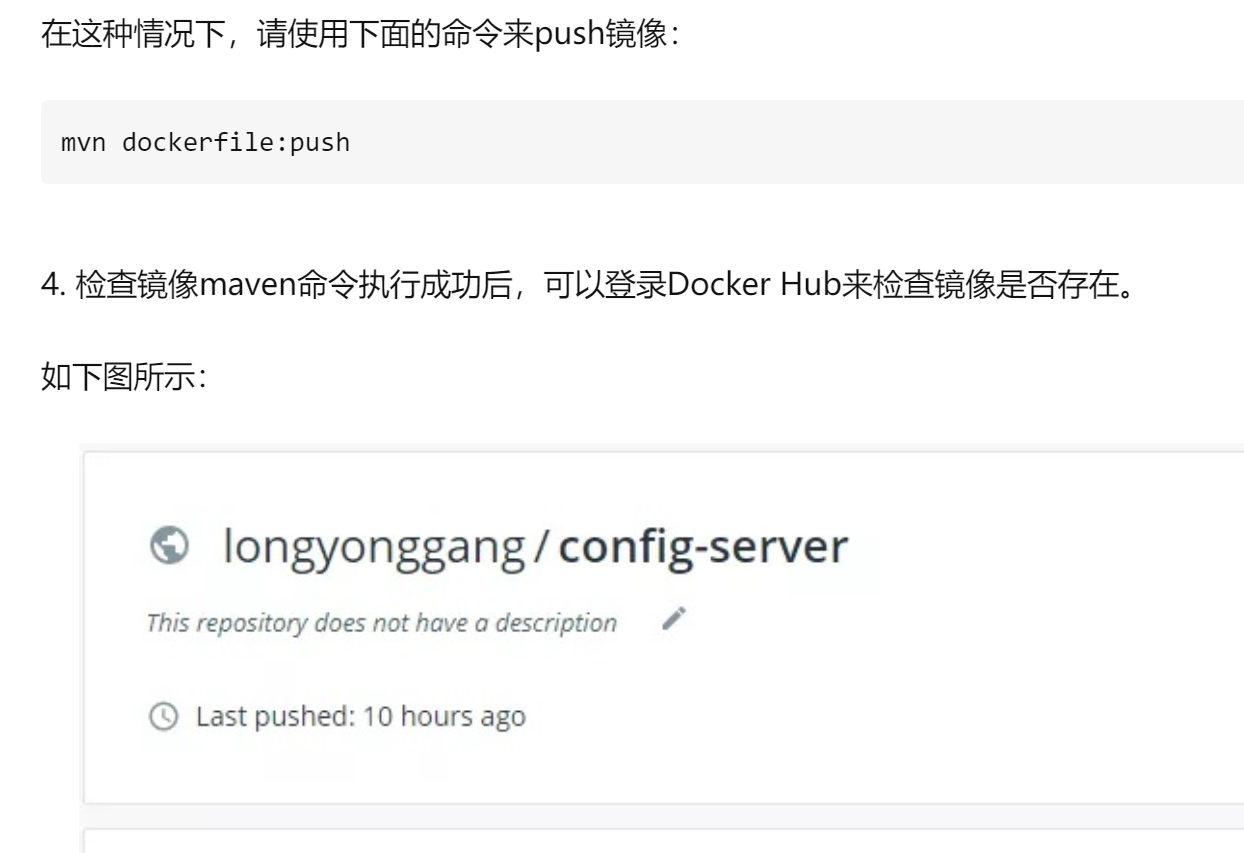 在这种情况下，请使用下面的命令来push镜像：
mvn dockerfile:push
4. 检查镜像maven命令执行成功后，可以登录Docker Hub来检查镜像是否存在。
如下图所示：
longyonggang / config-server
This repository does not have a description
Last pushed: 10 hours ago